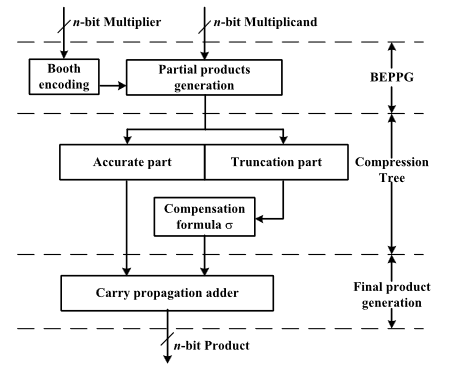 n-bit Multiplier
n-bit Multiplicand
Booth
encoding
Partial products
generation
BEPPG
Accurate part
Truncation part
Compression
Tree
Compensation
formula σ
Carry propagation adder
Final product
generation
n-bit Product